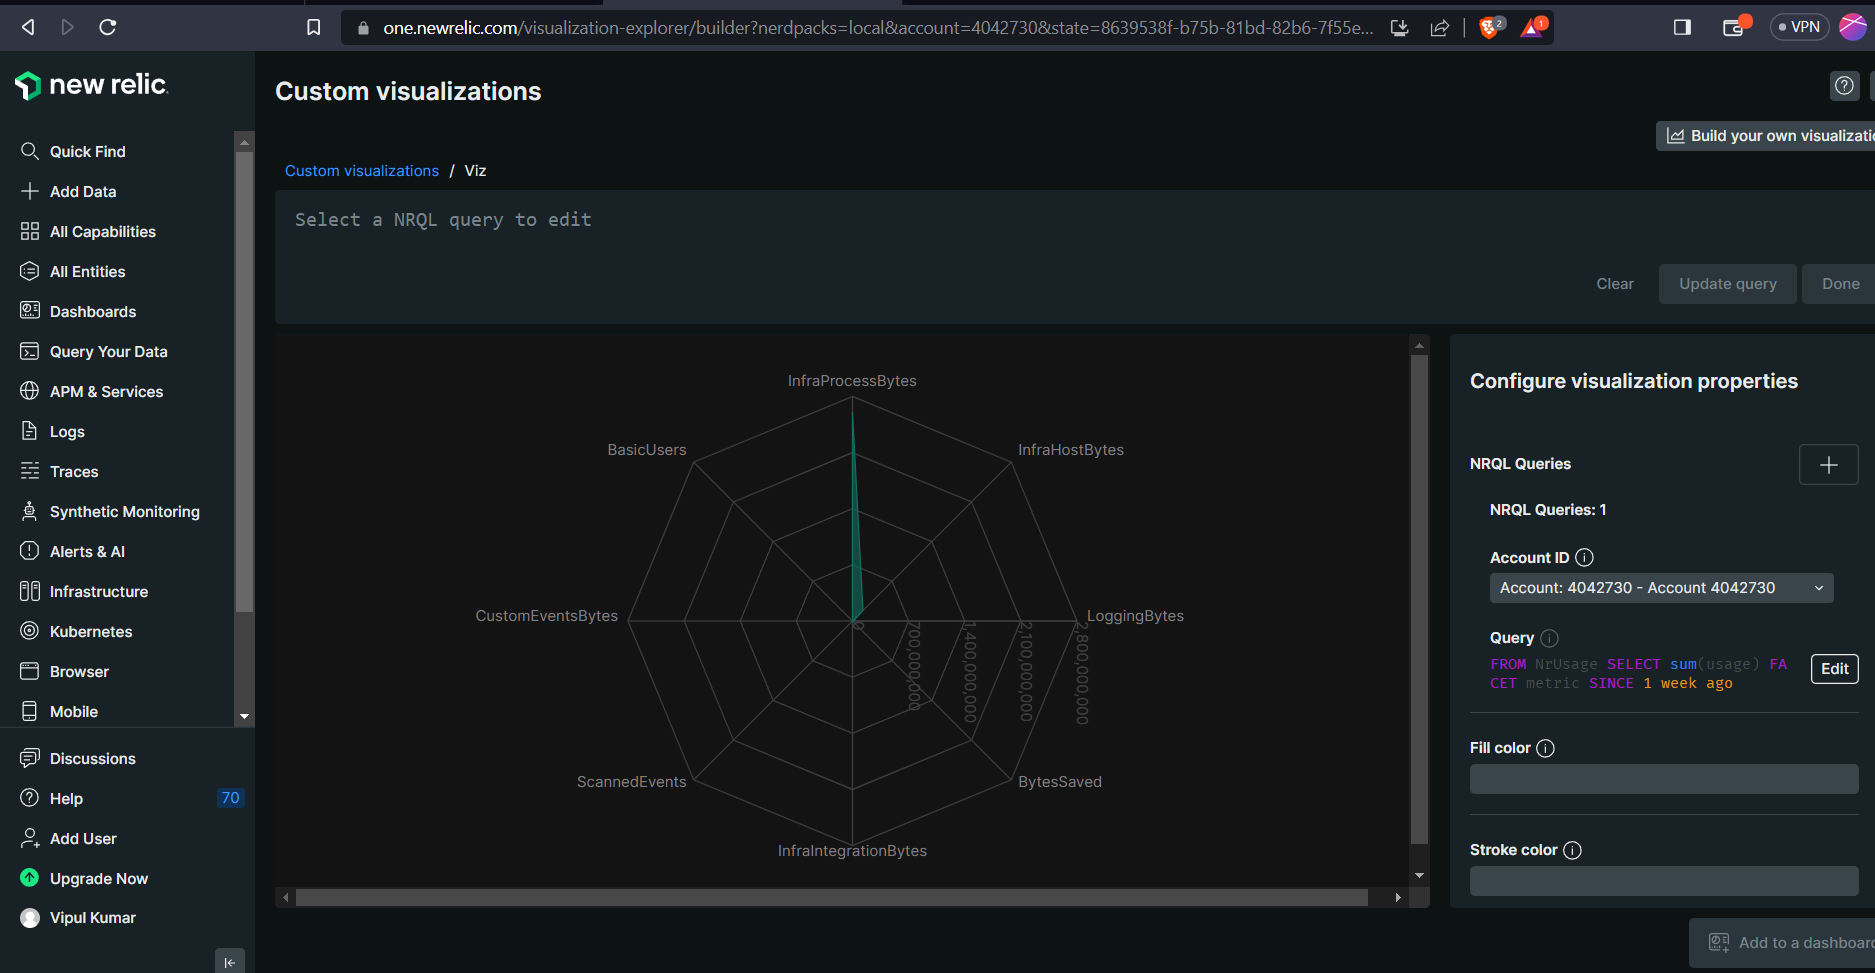 one.newrelic.com/visualization-explorer/builder?nerdpacks=local&account=4042730&state=8639538f-b75b-81bd-82b6-7f55e...
2
1
VPN
new relic.
Custom visualizations
Build your own visualizati
Quick Find
Add Data
All Capabilities
All Entities
Dashboards
Query Your Data
APM & Services
Logs
Traces
Synthetic Monitoring
Alerts & AI
Infrastructure
Kubernetes
Browser
Mobile
Discussions
Help 70
Add User
Upgrade Now
Vipul Kumar
Custom visualizations / Viz
Select a NRQL query to edit
Clear Update query Done
InfraProcessBytes
BasicUsers
InfraHostBytes
CustomEventsBytes
LoggingBytes
0
700,000,000
1,400,000,000
2,100,000,000
2,800,000,000
ScannedEvents
BytesSaved
InfraIntegrationBytes
Configure visualization properties
NRQL Queries
NRQL Queries: 1
Account ID
Account: 4042730 - Account 4042730
Query
FROM NrUsage SELECT sum(usage) FA
CET metric SINCE 1 week ago
Edit
Fill color
Stroke color
Add to a dashboard